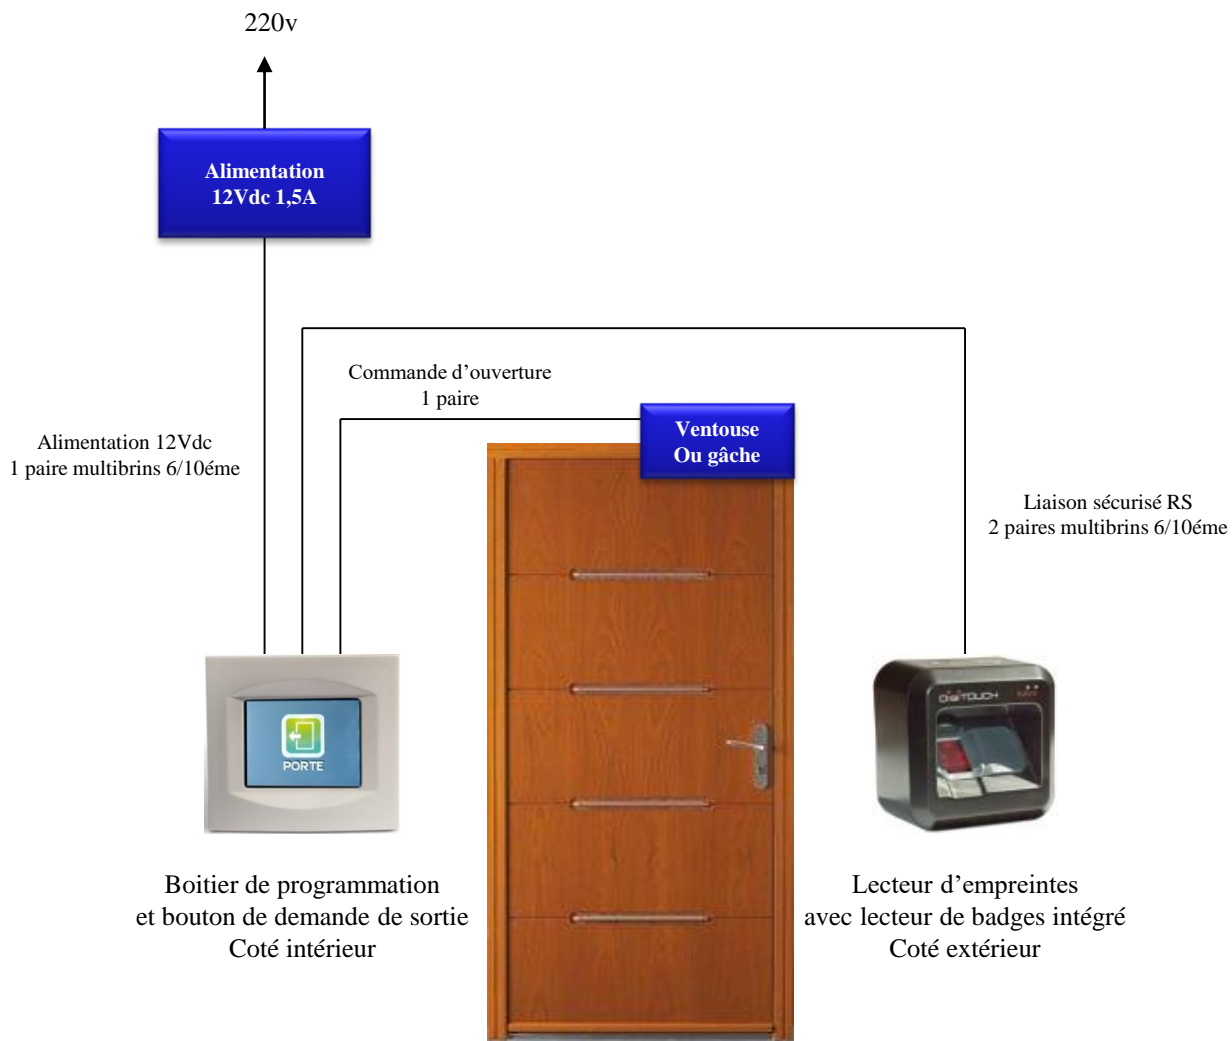 220v
Alimentation
12Vdc 1,5A
Commande d’ouverture
1 paire
Ventouse
Ou gâche
Alimentation 12Vdc
1 paire multibrins 6/10éme
Liaison sécurisé RS
2 paires multibrins 6/10éme
PORTE
DigiTOUCH
Boitier de programmation
et bouton de demande de sortie
Coté intérieur
Lecteur d’empreintes
avec lecteur de badges intégré
Coté extérieur